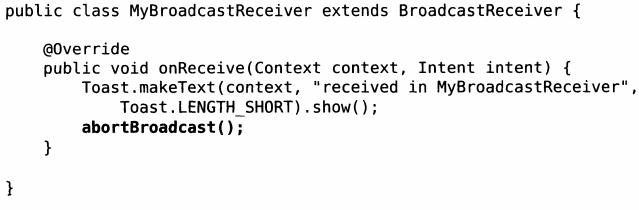 public class MyBroadcastReceiver extends BroadcastReceiver {
@Override
public void onReceive(Context context, Intent intent) {
Toast.makeText(context, "received in MyBroadcastReceiver",
Toast.LENGTH_SHORT).show();
abortBroadcast();
}
}